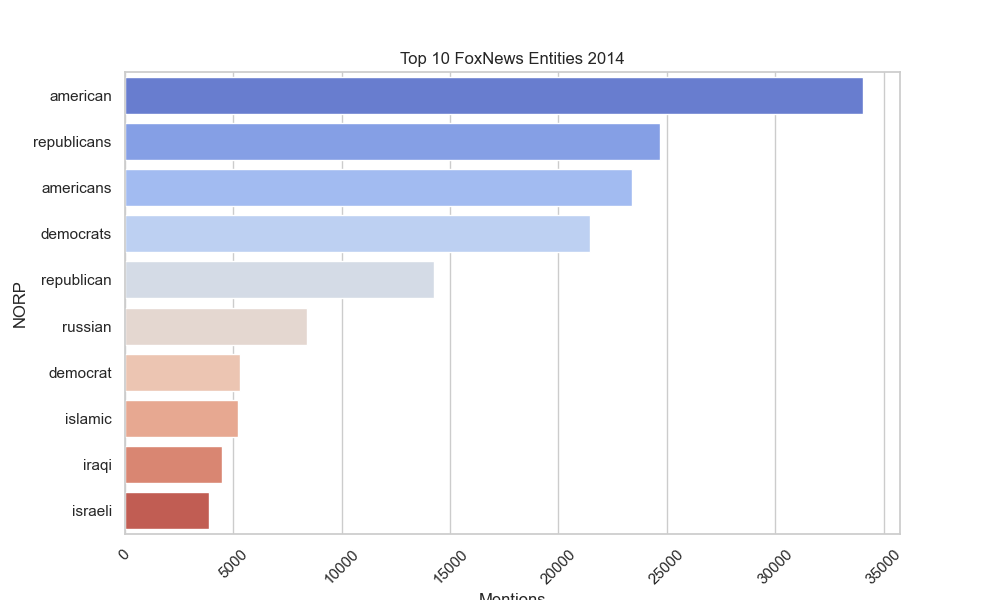 Top 10 FoxNews Entities 2014
american
republicans
americans
democrats
republican
russian
democrat
islamic
iraqi
israeli
NORP
0
5000
10000
15000
20000
25000
30000
35000
Mentions